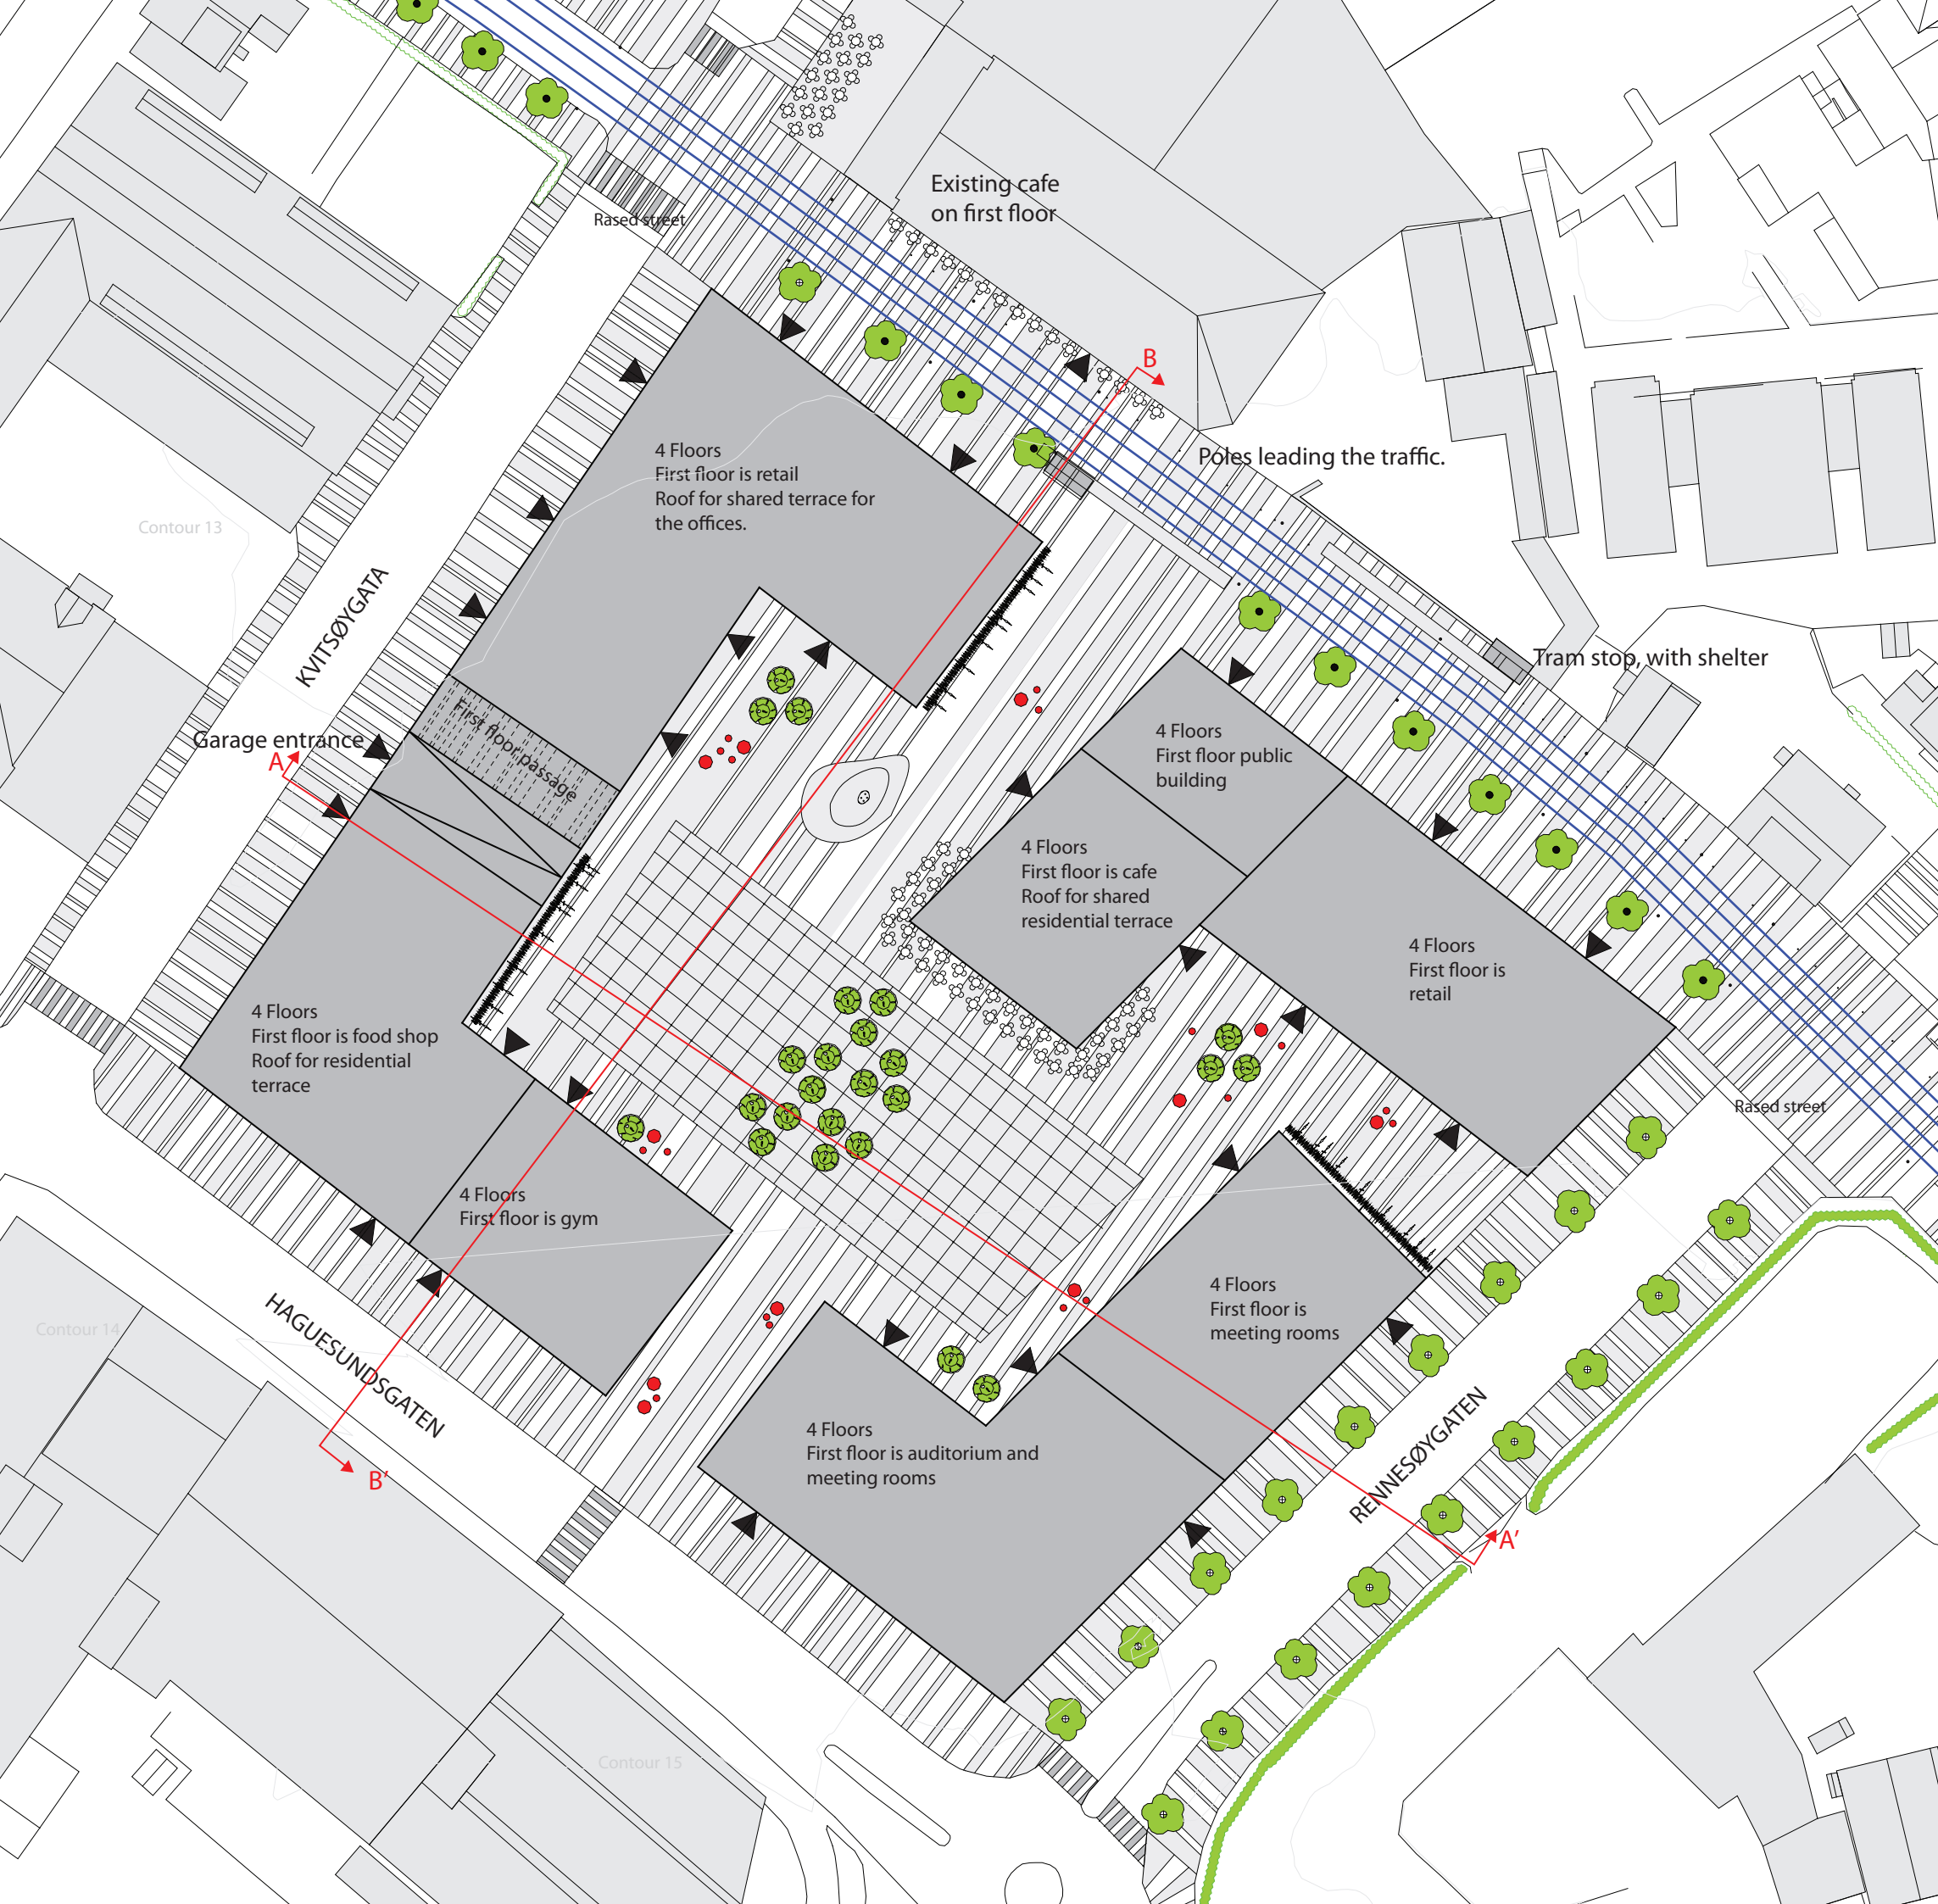 Existing cafe
on first floor
Rased street
B
4 Floors
First floor is retail
Roof for shared terrace for
the offices.
Poles leading the traffic.
Contour 13
KVITSØYGATA
Tram stop, with shelter
First floor passage
Garage entrance
A
4 Floors
First floor public
building
4 Floors
First floor is cafe
Roof for shared
residential terrace
4 Floors
First floor is
retail
4 Floors
First floor is food shop
Roof for residential
terrace
Rased street
4 Floors
First floor is gym
4 Floors
First floor is
meeting rooms
Contour 14
HAGUESUNDSGATEN
4 Floors
First floor is auditorium and
meeting rooms
RENNESØYGATEN
B'
A'
Contour 15